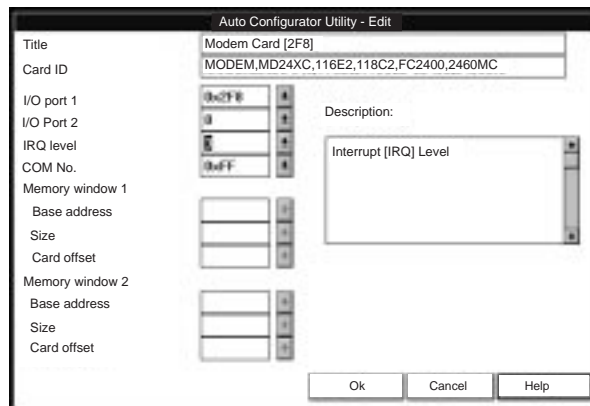 Auto Configurator Utility - Edit
Title
Modem Card [2F8]
Card ID
MODEM,MD24XC,116E2,118C2,FC2400,2460MC
I/O port 1
0x2F8
I/O Port 2
0
IRQ level
COM No.
0xFF
Description:
Interrupt [IRQ] Level
Memory window 1
Base address
Size
Card offset
Memory window 2
Base address
Size
Card offset
Ok
Cancel
Help